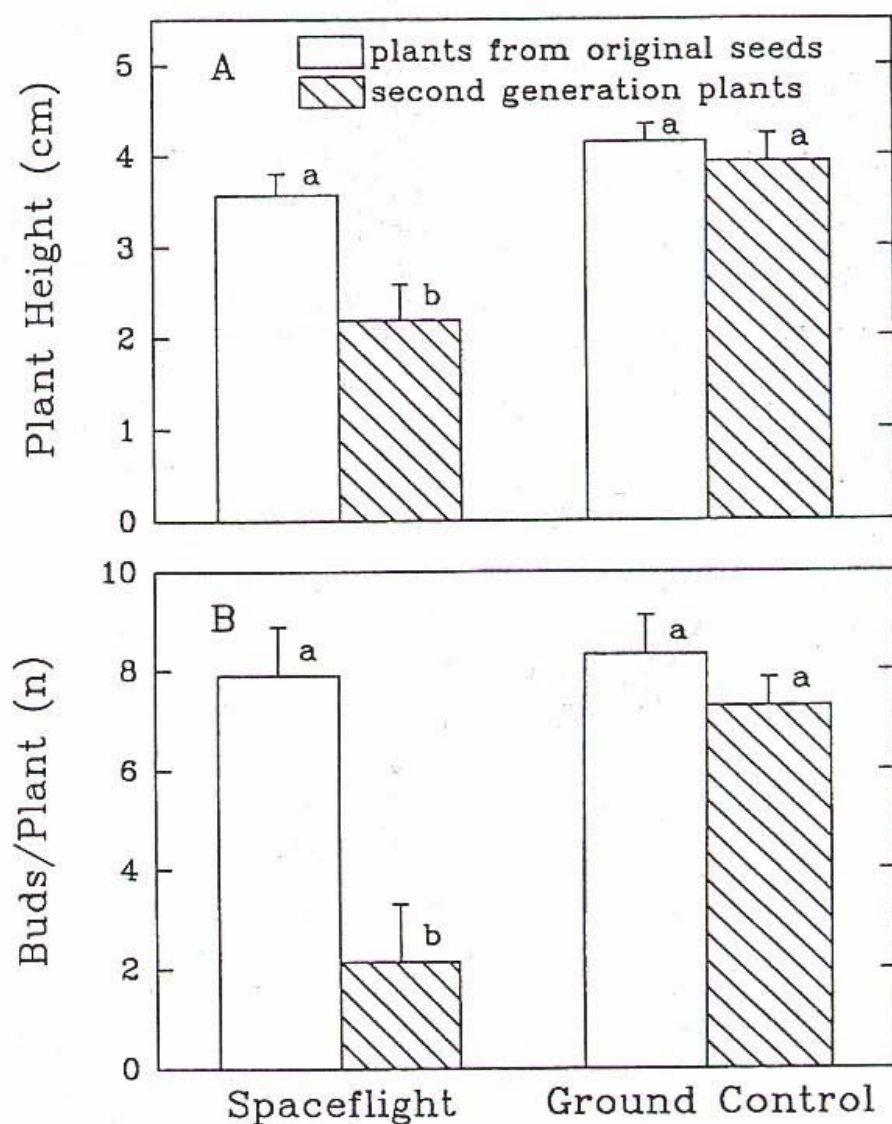 A
plants from original seeds
second generation plants
5
4
3
2
1
0
Plant Height (cm)
a
b
a
a
B
10
8
6
4
2
0
Buds/Plant (n)
a
b
a
a
Spaceflight
Ground Control